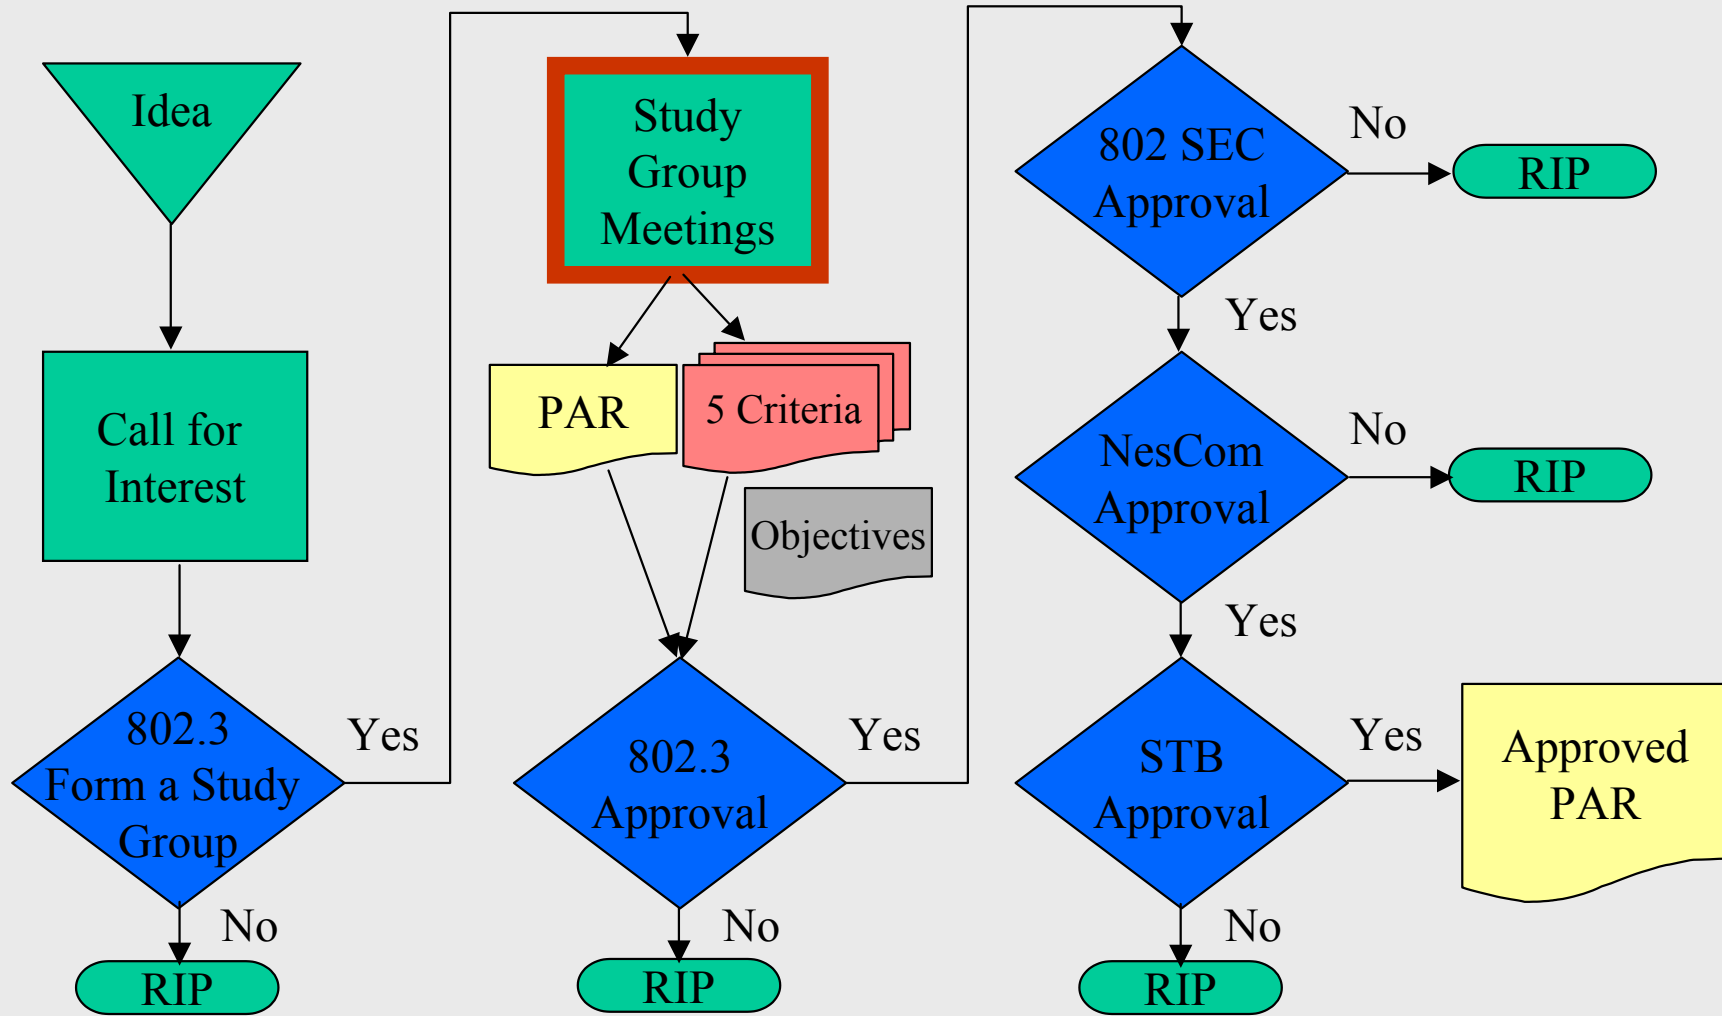 Idea
Call for
Interest
802.3
Form a Study
Group
Yes
No
RIP
Study
Group
Meetings
PAR
5 Criteria
Objectives
802.3
Approval
Yes
No
RIP
802 SEC
Approval
No
RIP
Yes
NesCom
Approval
No
RIP
Yes
STB
Approval
Yes
Approved
PAR
No
RIP